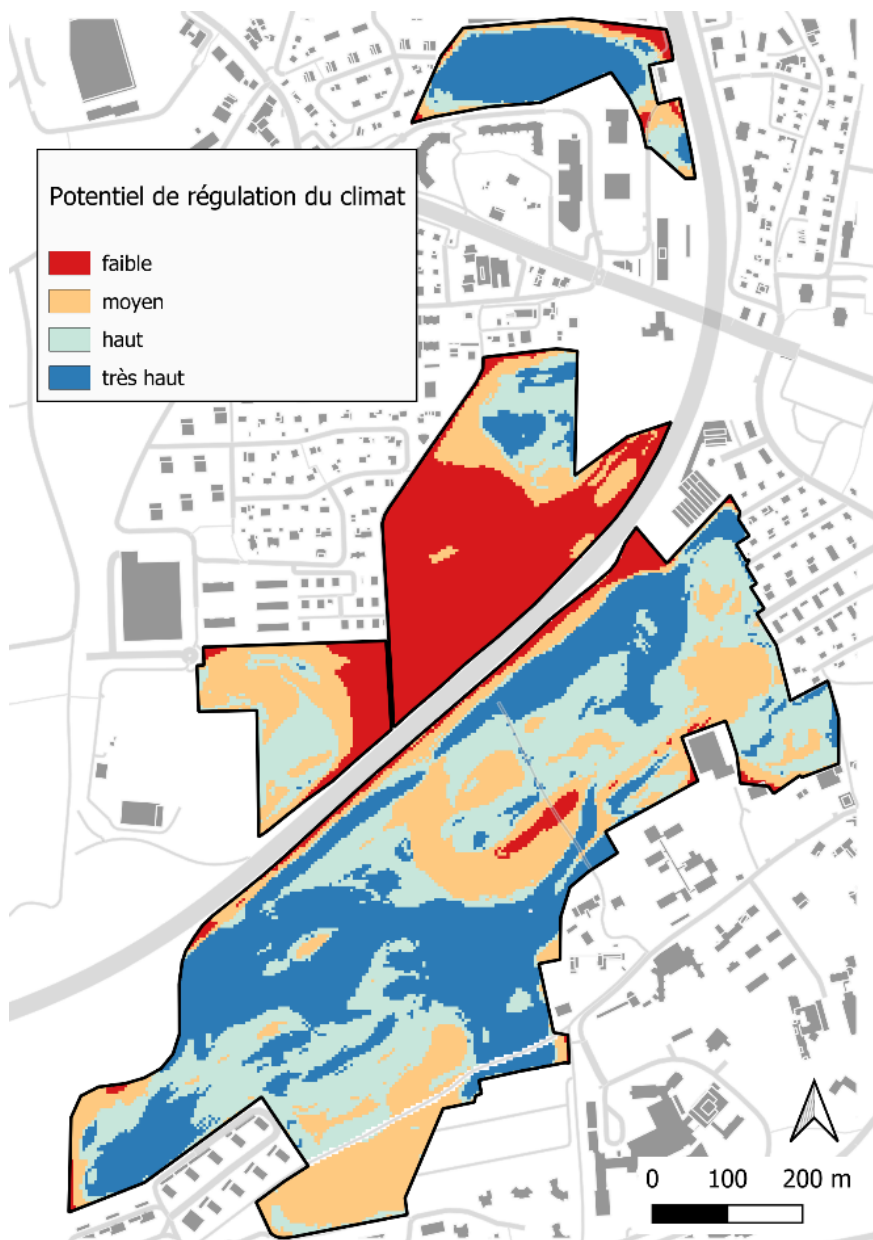 Potentiel de régulation du climat
faible
moyen
haut
très haut
0 100 200 m